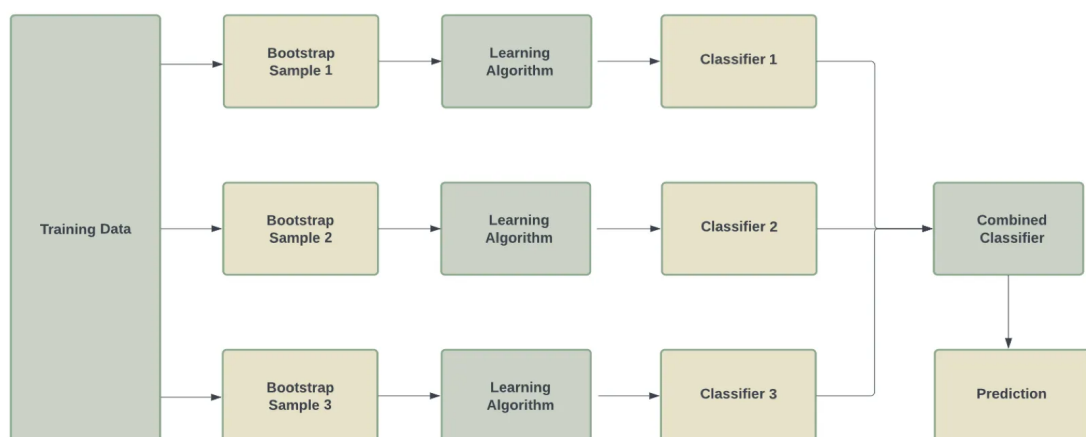 Bootstrap
Sample 1
Learning
Algorithm
Classifier 1
Training Data
Bootstrap
Sample 2
Learning
Algorithm
Classifier 2
Combined
Classifier
Bootstrap
Sample 3
Learning
Algorithm
Classifier 3
Prediction